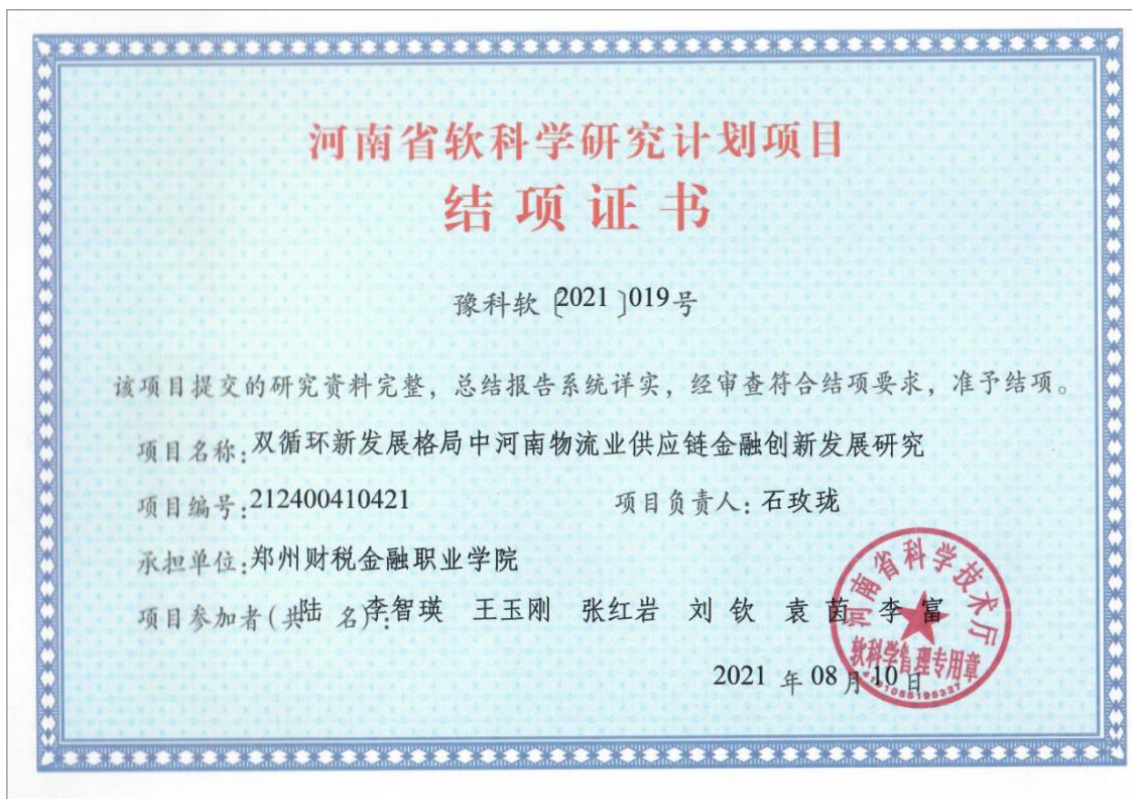 河南省软科学研究计划项目
结项证书
豫科软〔2021〕019号
该项目提交的研究资料完整，总结报告系统详实，经审查符合结项要求，准予结项。
项目名称：双循环新发展格局中河南物流业供应链金融创新发展研究
项目编号：212400410421 项目负责人：石玫珑
承担单位：郑州财税金融职业学院
项目参加者（共陆名）：李智瑛 王玉刚 张红岩 刘钦 袁茵 李富
河南省科学技术厅
软科学管理专用章
2021 年 08 月 10 日